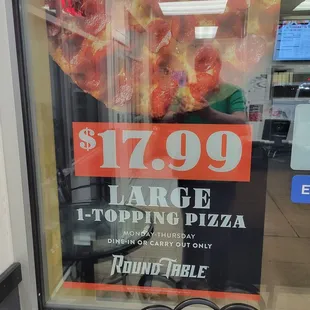 $17.99
LARGE
1-TOPPING PIZZA
MONDAY-THURSDAY
DINE-IN OR CARRY OUT ONLY
ROUND TABLE